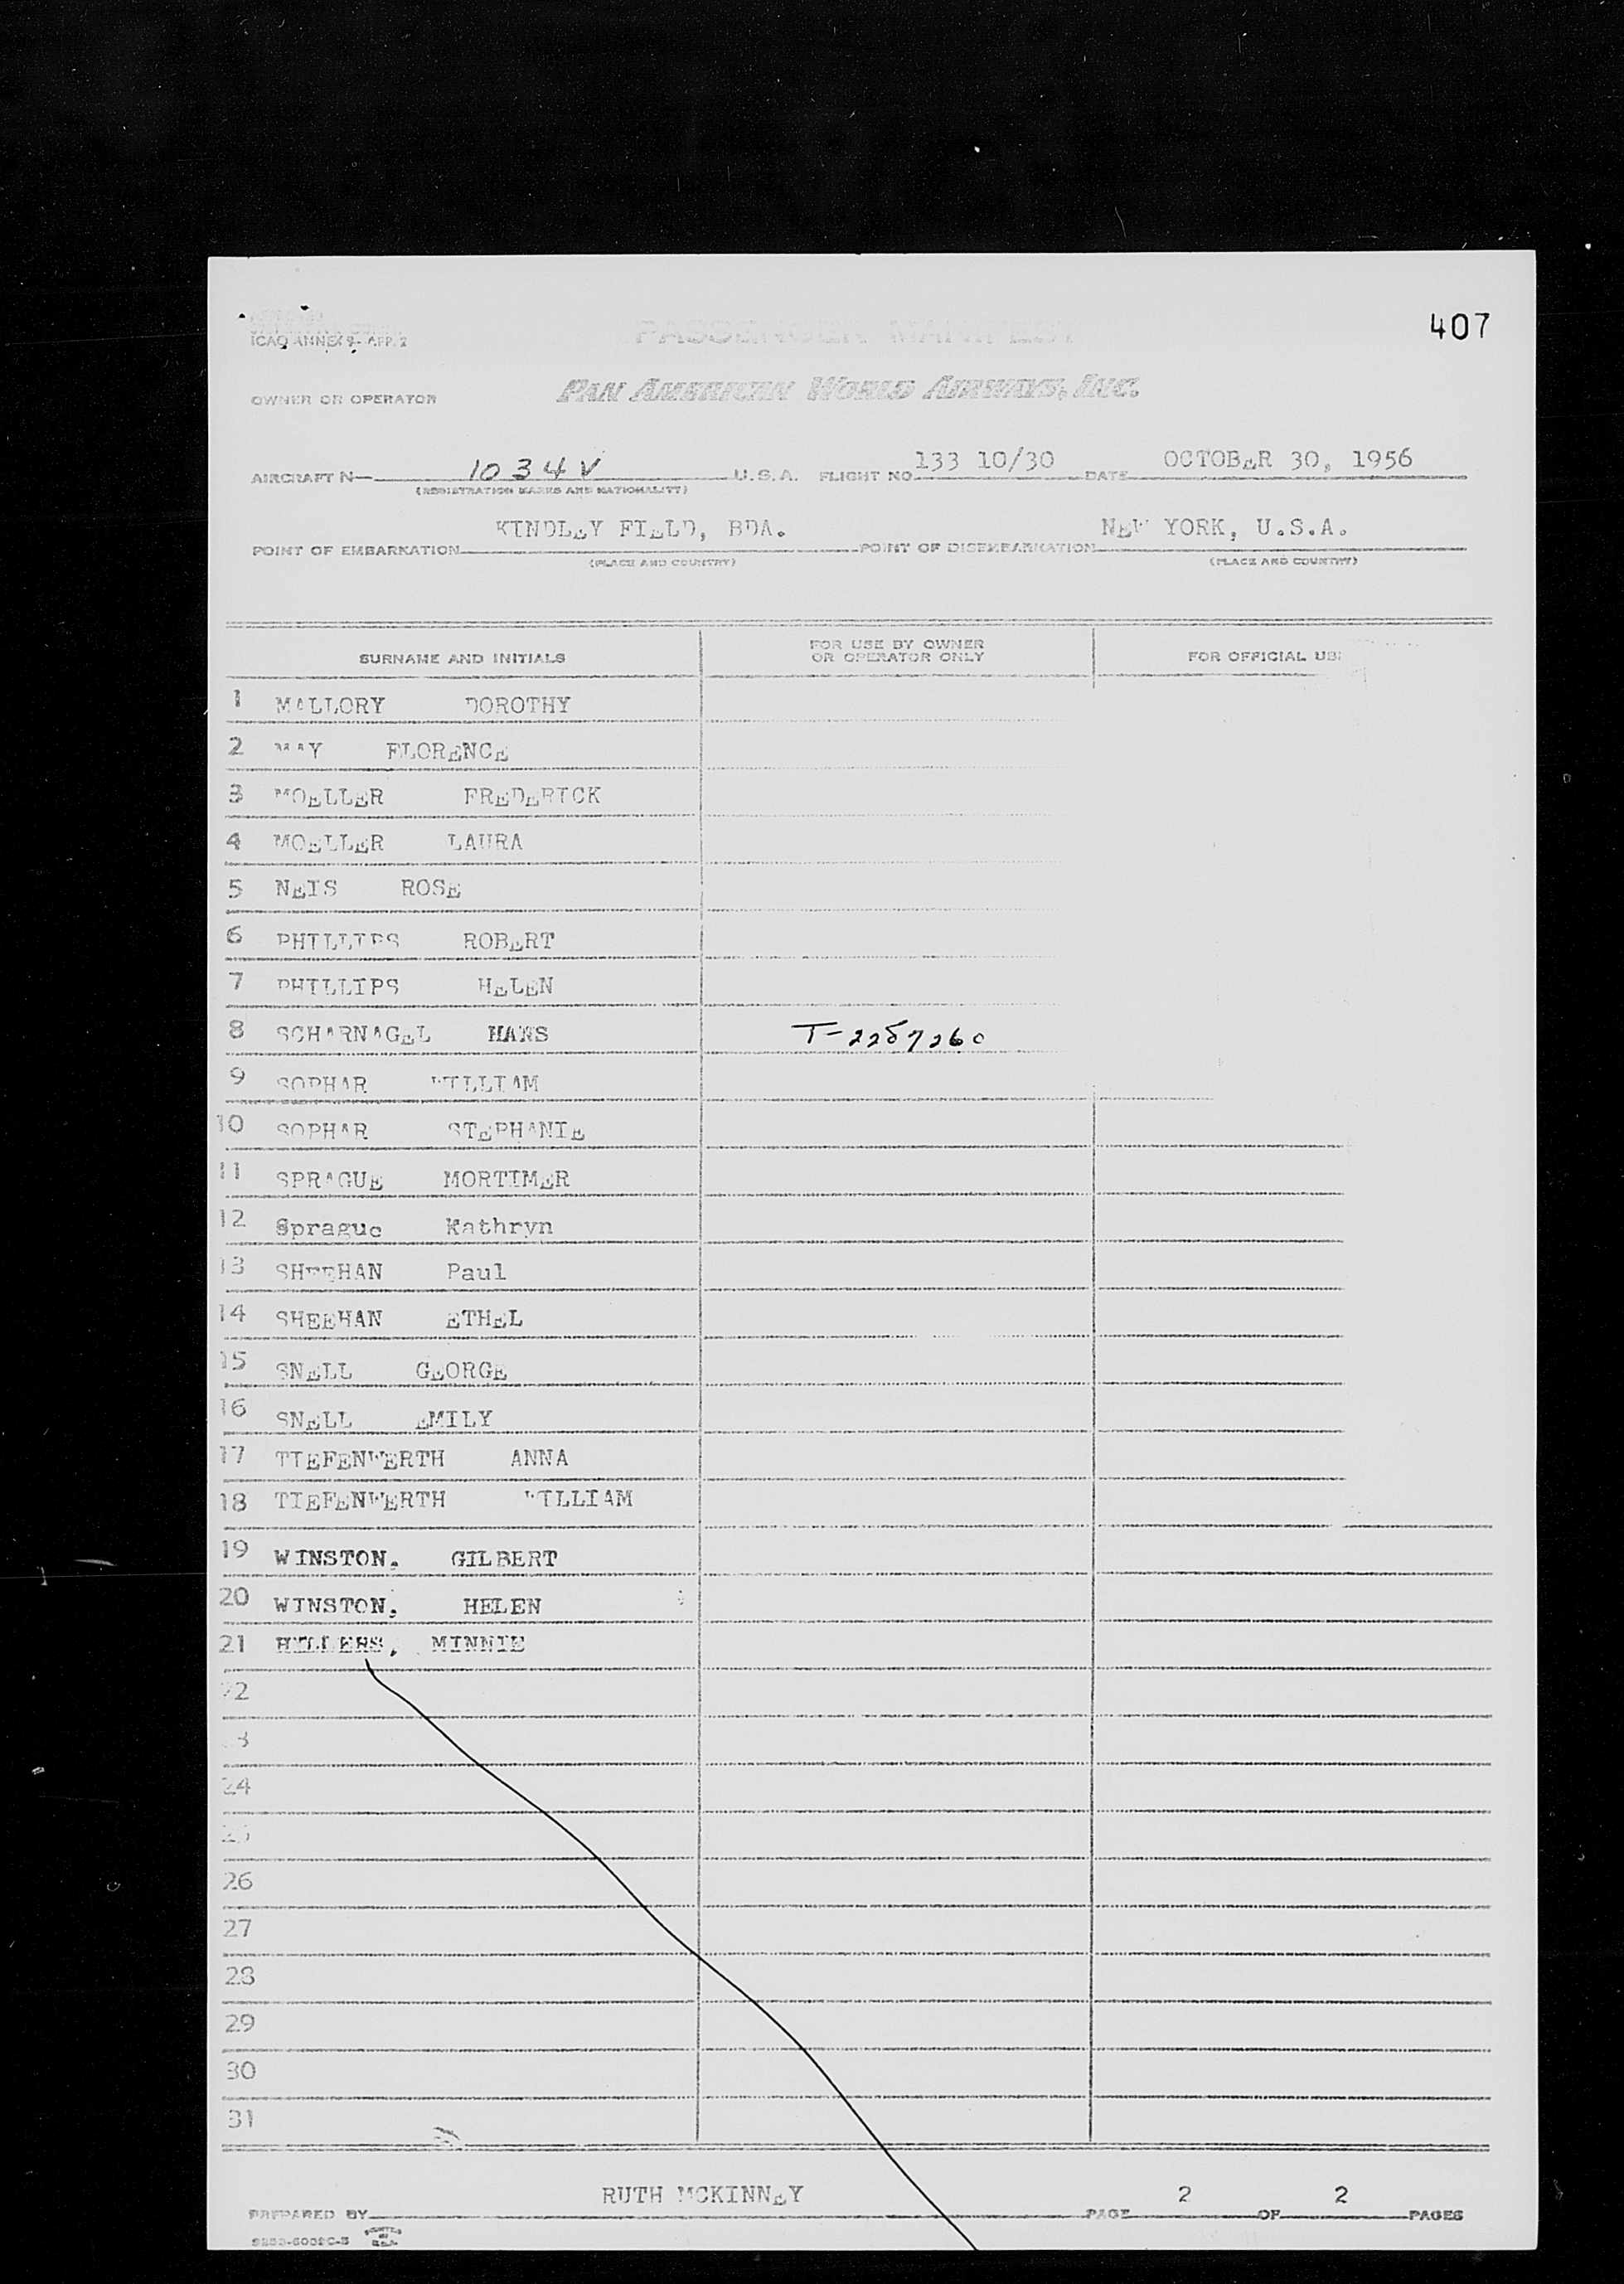 407
PASSENGER MANIFEST
ICAO ANNEX 9- APP. 2
OWNER OR OPERATOR PAN AMERICAN WORLD AIRWAYS, INC.
AIRCRAFT N— 1034V U.S.A. FLIGHT NO. 133 10/30 DATE OCTOBER 30, 1956
(REGISTRATION MARKS AND NATIONALITY)
POINT OF EMBARKATION KINDLEY FIELD, BDA. POINT OF DISEMBARKATION NEW YORK, U.S.A.
(PLACE AND COUNTRY) (PLACE AND COUNTRY)
SURNAME AND INITIALS FOR USE BY OWNER OR OPERATOR ONLY FOR OFFICIAL US
1 MALLORY DOROTHY
2 MAY FLORENCE
3 MOELLER FREDERICK
4 MOELLER LAURA
5 NEIS ROSE
6 PHILLIPS ROBERT
7 PHILLIPS HELEN
8 SCHARNAGEL HANS T-2257260
9 SOPHAR WILLIAM
10 SOPHAR STEPHANIE
11 SPRAGUE MORTIMER
12 Sprague Kathryn
13 SHEEHAN Paul
14 SHEEHAN ETHEL
15 SNELL GEORGE
16 SNELL EMILY
17 TIEFENWERTH ANNA
18 TIEFENWERTH WILLIAM
19 WINSTON. GILBERT
20 WINSTON, HELEN
21 HILLERS, MINNIE
22
23
24
25
26
27
28
29
30
31
PREPARED BY RUTH MCKINNEY PAGE 2 OF 2 PAGES